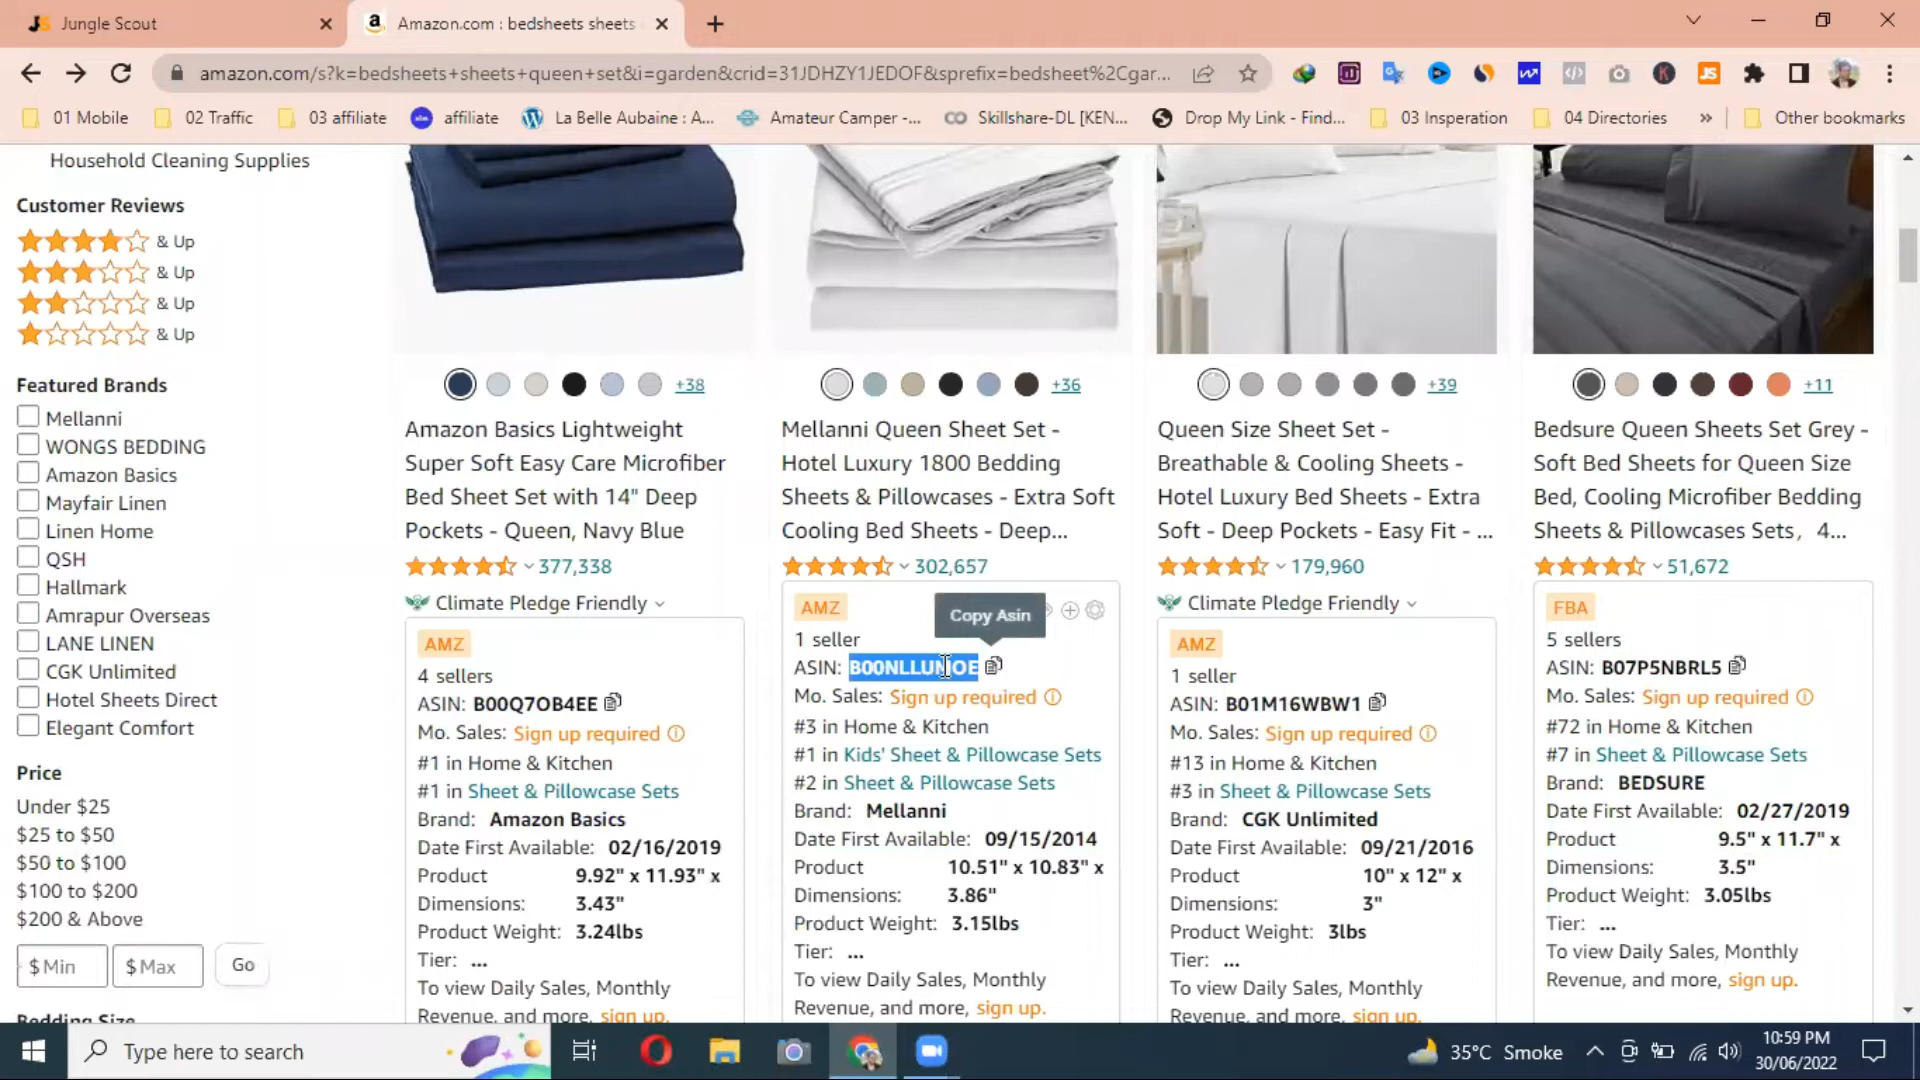 Jungle Scout
Amazon.com : bedsheets sheets
amazon.com/s?k=bedsheets+sheets+queen+set&i=garden&crid=31JDHZY1JEDOF&sprefix=bedsheet%2Cgar...
01 Mobile
02 Traffic
03 affiliate
affiliate
La Belle Aubaine : A...
Amateur Camper -...
Skillshare-DL [KEN...
Drop My Link - Find...
03 Insperation
04 Directories
»
Other bookmarks
Household Cleaning Supplies
Customer Reviews
& Up
& Up
& Up
& Up
Featured Brands
Mellanni
WONGS BEDDING
Amazon Basics
Mayfair Linen
Linen Home
QSH
Hallmark
Amrapur Overseas
LANE LINEN
CGK Unlimited
Hotel Sheets Direct
Elegant Comfort
Price
Under $25
$25 to $50
$50 to $100
$100 to $200
$200 & Above
$ Min
$ Max
Go
Bedding Size
+38
Amazon Basics Lightweight
Super Soft Easy Care Microfiber
Bed Sheet Set with 14" Deep
Pockets - Queen, Navy Blue
377,338
Climate Pledge Friendly
AMZ
4 sellers
ASIN: B00Q7OB4EE
Mo. Sales: Sign up required
#1 in Home & Kitchen
#1 in Sheet & Pillowcase Sets
Brand: Amazon Basics
Date First Available: 02/16/2019
Product 9.92" x 11.93" x
Dimensions: 3.43"
Product Weight: 3.24lbs
Tier: ...
To view Daily Sales, Monthly
Revenue, and more, sign up.
+36
Mellanni Queen Sheet Set -
Hotel Luxury 1800 Bedding
Sheets & Pillowcases - Extra Soft
Cooling Bed Sheets - Deep...
302,657
AMZ
Copy Asin
1 seller
ASIN:
Mo. Sales: Sign up required
#3 in Home & Kitchen
#1 in Kids' Sheet & Pillowcase Sets
#2 in Sheet & Pillowcase Sets
Brand: Mellanni
Date First Available: 09/15/2014
Product 10.51" x 10.83" x
Dimensions: 3.86"
Product Weight: 3.15lbs
Tier: ...
To view Daily Sales, Monthly
Revenue, and more, sign up.
+39
Queen Size Sheet Set -
Breathable & Cooling Sheets -
Hotel Luxury Bed Sheets - Extra
Soft - Deep Pockets - Easy Fit - ...
179,960
Climate Pledge Friendly
AMZ
1 seller
ASIN: B01M16WBW1
Mo. Sales: Sign up required
#13 in Home & Kitchen
#3 in Sheet & Pillowcase Sets
Brand: CGK Unlimited
Date First Available: 09/21/2016
Product 10" x 12" x
Dimensions: 3"
Product Weight: 3lbs
Tier: ...
To view Daily Sales, Monthly
Revenue, and more, sign up.
+11
Bedsure Queen Sheets Set Grey -
Soft Bed Sheets for Queen Size
Bed, Cooling Microfiber Bedding
Sheets & Pillowcases Sets， 4...
51,672
FBA
5 sellers
ASIN: B07P5NBRL5
Mo. Sales: Sign up required
#72 in Home & Kitchen
#7 in Sheet & Pillowcase Sets
Brand: BEDSURE
Date First Available: 02/27/2019
Product 9.5" x 11.7" x
Dimensions: 3.5"
Product Weight: 3.05lbs
Tier: ...
To view Daily Sales, Monthly
Revenue, and more, sign up.
Type here to search
35°C Smoke
10:59 PM
30/06/2022